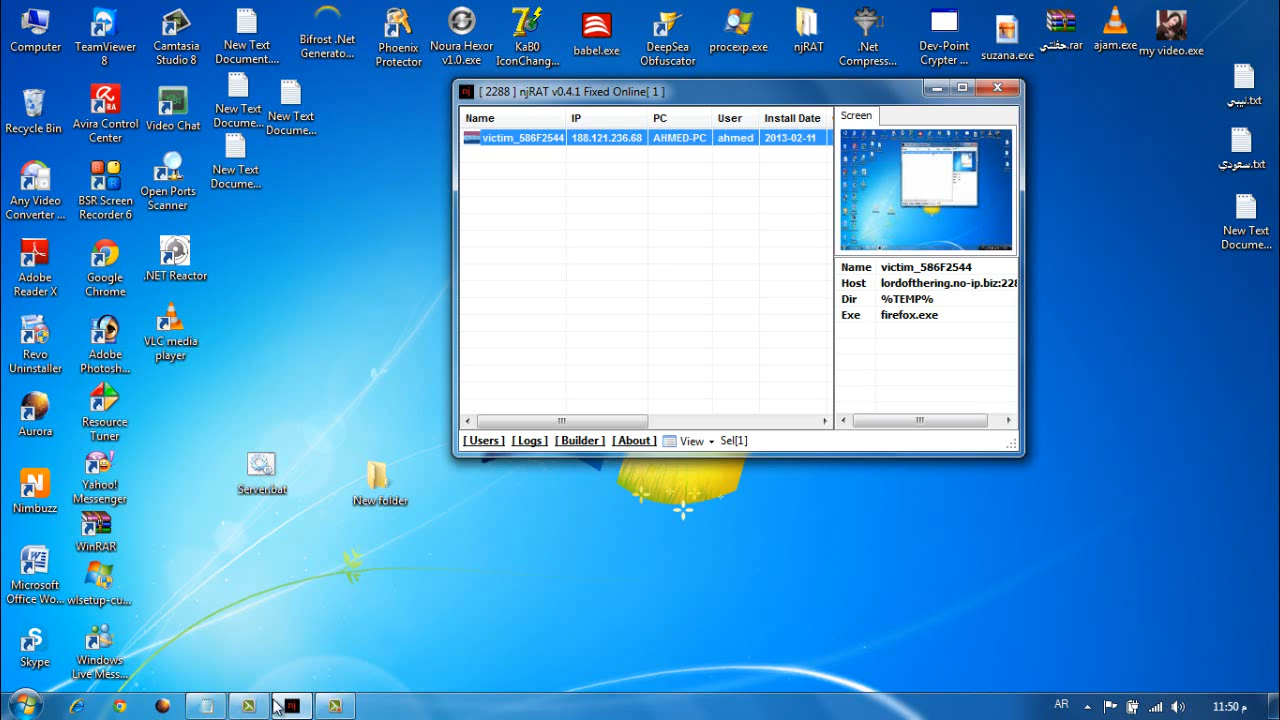 Computer
TeamViewer
8
Camtasia
Studio 8
New Text
Document....
Bifrost .Net
Generato...
Phoenix
Protector
Noura Hexor
v1.0.exe
KaB0
IconChang...
babel.exe
DeepSea
Obfuscator
procexp.exe
njRAT
.Net
Compress...
Dev-Point
Crypter ...
suzana.exe
حفتتي.rar
ajam.exe
my video.exe
Recycle Bin
Avira Control
Center
Video Chat
New Text
Docume...
New Text
Docume...
New Text
Docume...
ليبي.txt
سعودي.txt
New Text
Docume...
Any Video
Converter ...
BSR Screen
Recorder 6
Open Ports
Scanner
Adobe
Reader X
Google
Chrome
.NET Reactor
Revo
Uninstaller
Adobe
Photosh...
VLC media
player
Aurora
Resource
Tuner
Nimbuzz
Yahoo!
Messenger
Server.bat
New folder
WinRAR
Microsoft
Office Wo...
wlsetup-cu...
Skype
Windows
Live Mess...
[ 2288 ] njRAT v0.4.1 Fixed Online[ 1 ]
Name IP PC User Install Date
victim_586F2544 188.121.236.68 AHMED-PC ahmed 2013-02-11
Screen
Name victim_586F2544
Host lordofthering.no-ip.biz:228
Dir %TEMP%
Exe firefox.exe
[ Users ] [ Logs ] [ Builder ] [ About ] View Sel[1]
AR
11:50 م